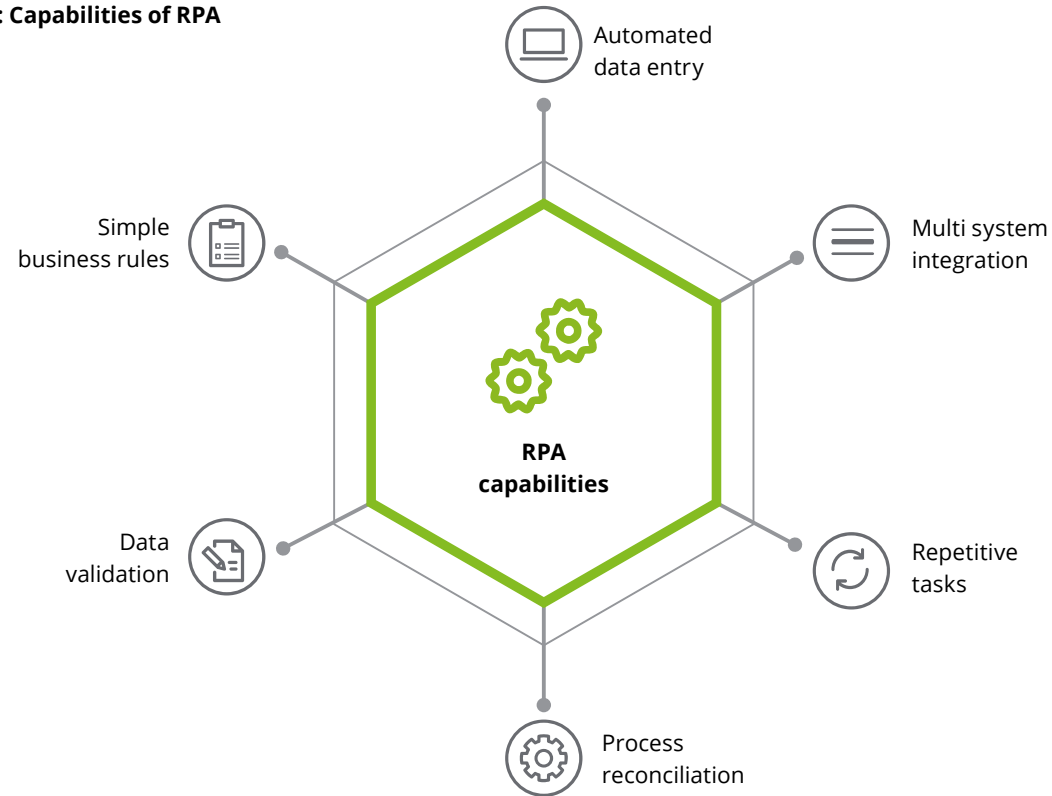 : Capabilities of RPA
Automated
data entry
Simple
business rules
Multi system
integration
RPA
capabilities
Data
validation
Repetitive
tasks
Process
reconciliation